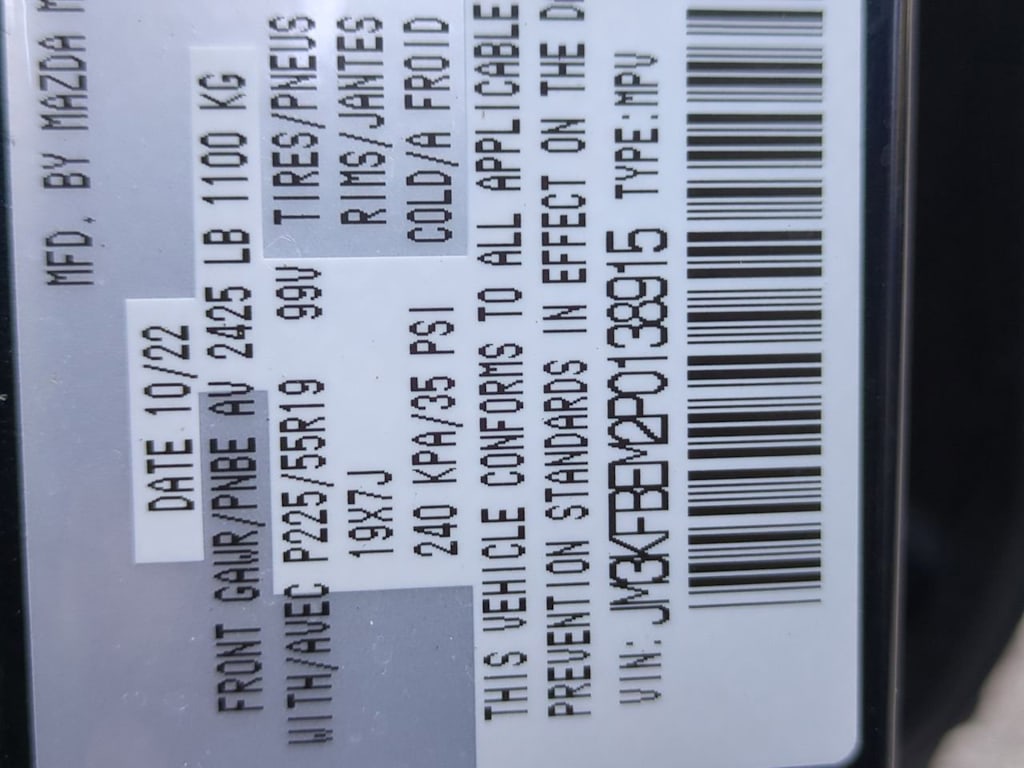 MFD. BY MAZDA M
DATE 10/22
FRONT GAWR/PNBE AV 2425 LB 1100 KG
WITH/AVEC P225/55R19 99V TIRES/PNEUS
19X7J RIMS/JANTES
240 KPA/35 PSI COLD/A FROID
THIS VEHICLE CONFORMS TO ALL APPLICABLE
PREVENTION STANDARDS IN EFFECT ON THE
VIN: JM3KFBEM2P0138915 TYPE:MPV